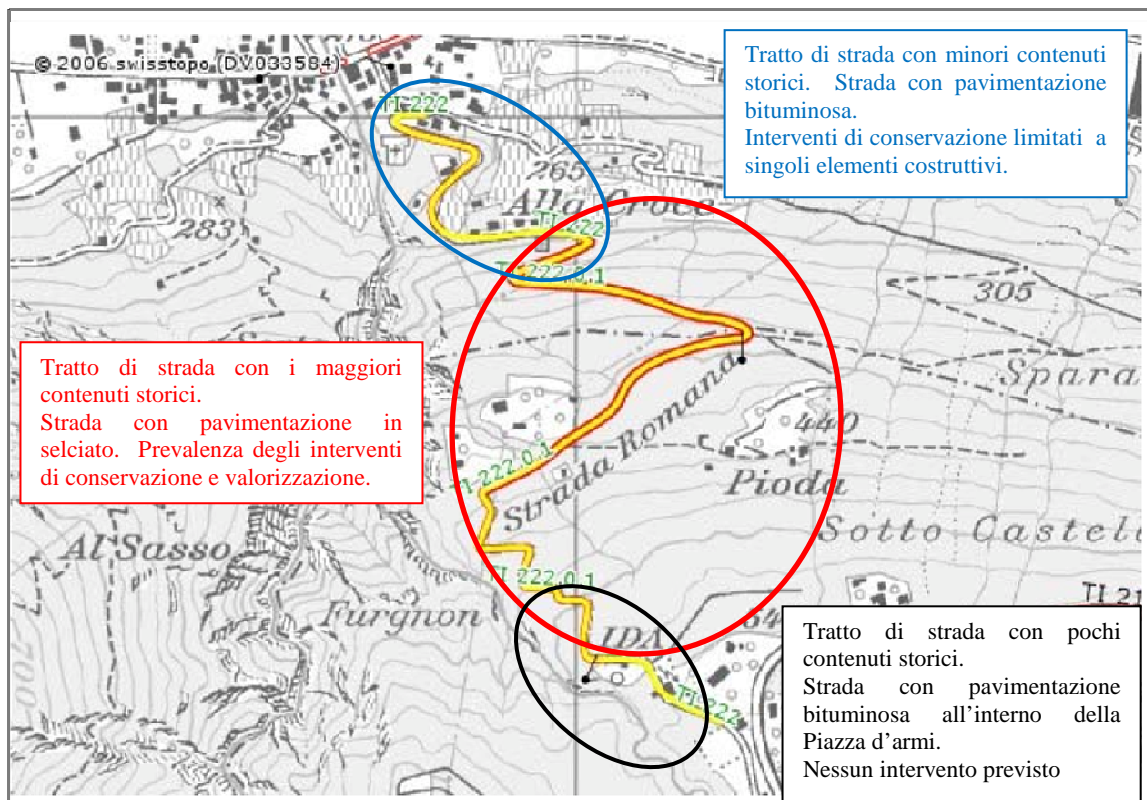 © 2006 swisstopo (DV033584)
Tratto di strada con minori contenuti
storici. Strada con pavimentazione
bituminosa.
Interventi di conservazione limitati a
singoli elementi costruttivi.
TI 222
265
Alla Croce
TI 222
283
TI 222.0.1
305
Tratto di strada con i maggiori
contenuti storici.
Strada con pavimentazione in
selciato. Prevalenza degli interventi
di conservazione e valorizzazione.
Spara
440
Strada Romana
TI 222.0.1
Pioda
Al Sasso
Sotto Castel
TI 222.0.1
Furgnon
TI 21
IDA
54
TI 222
Tratto di strada con pochi
contenuti storici.
Strada con pavimentazione
bituminosa all'interno della
Piazza d'armi.
Nessun intervento previsto